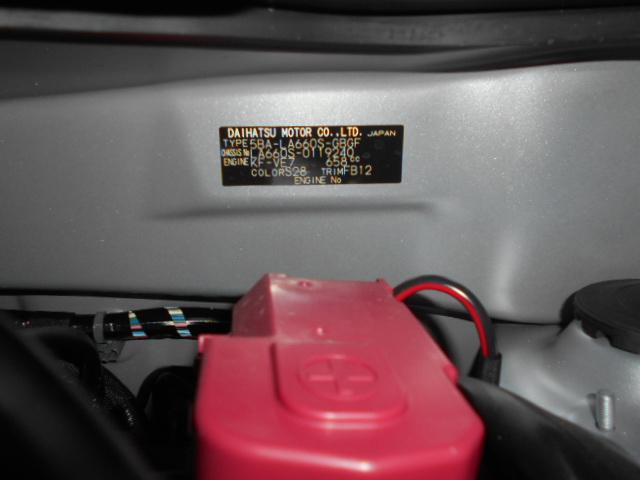 DAIHATSU MOTOR CO.,LTD. JAPAN
TYPE 5BA-LA660S-GBGF
CHASSIS No LA660S-0119240
ENGINE KF-VE7 658cc
COLOR S28 TRIM FB12
ENGINE No